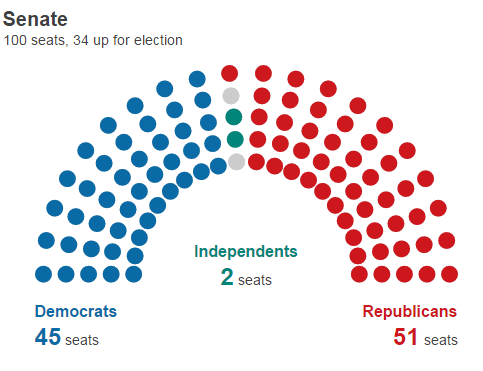 Senate
100 seats, 34 up for election
Independents
2 seats
Democrats
45 seats
Republicans
51 seats